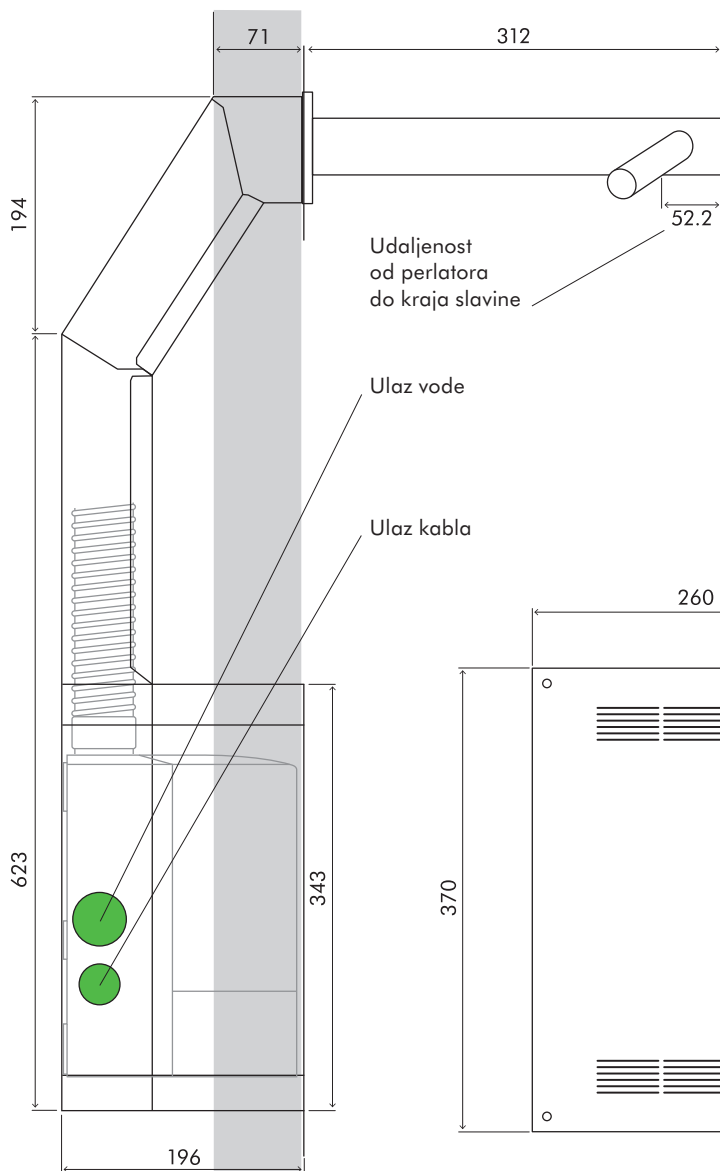 71
312
194
52.2
Udaljenost
od perlatora
do kraja slavine
Ulaz vode
Ulaz kabla
260
623
343
370
196